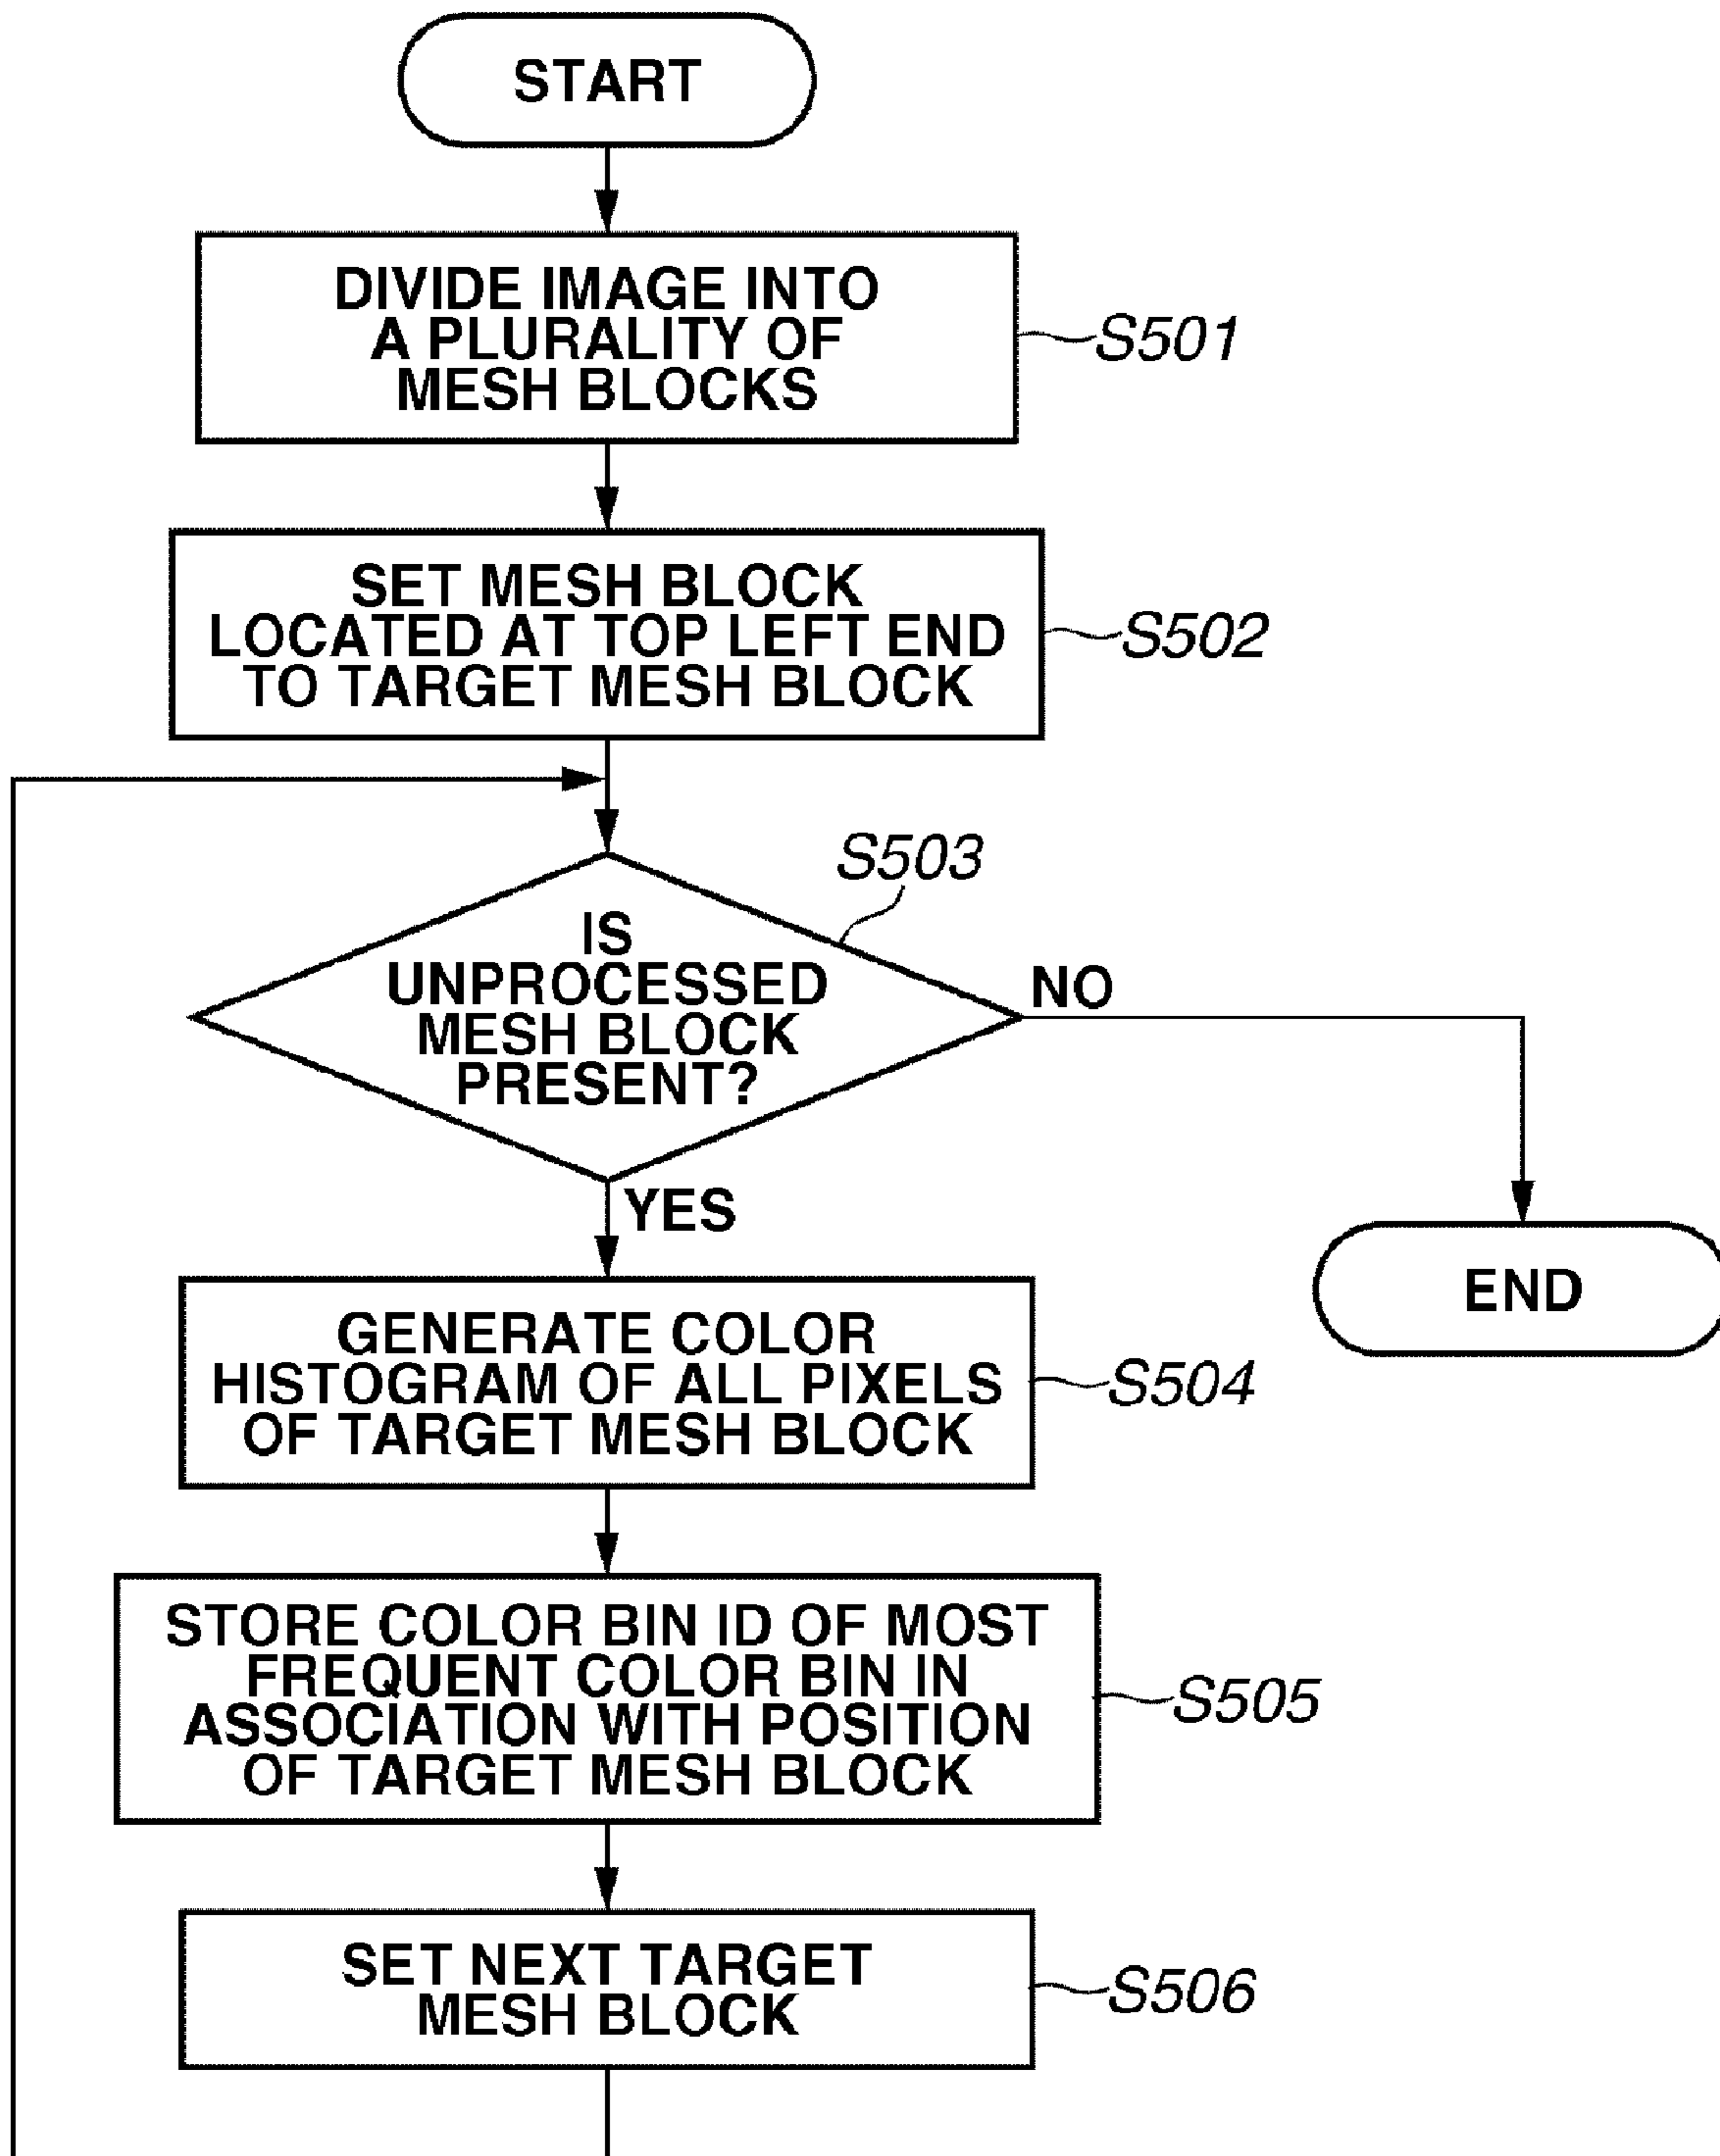 START
DIVIDE IMAGE INTO
A PLURALITY OF
MESH BLOCKS
S501
SET MESH BLOCK
LOCATED AT TOP LEFT END
TO TARGET MESH BLOCK
S502
S503
IS
UNPROCESSED
MESH BLOCK
PRESENT?
NO
YES
END
GENERATE COLOR
HISTOGRAM OF ALL PIXELS
OF TARGET MESH BLOCK
S504
STORE COLOR BIN ID OF MOST
FREQUENT COLOR BIN IN
ASSOCIATION WITH POSITION
OF TARGET MESH BLOCK
S505
SET NEXT TARGET
MESH BLOCK
S506